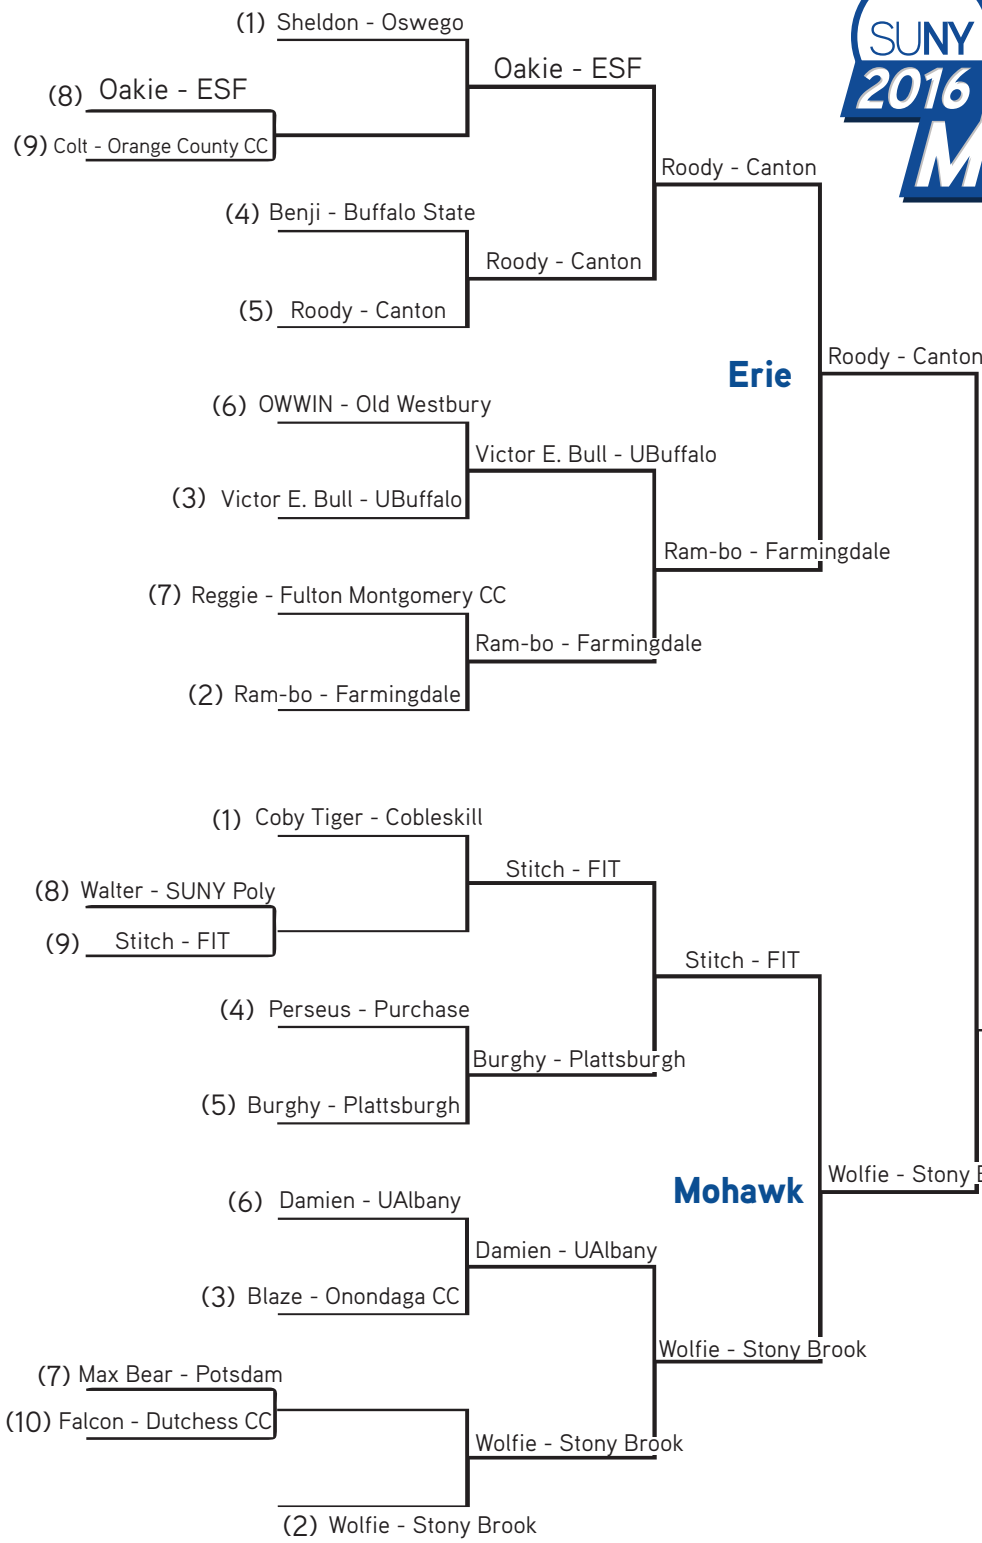 (1) Sheldon - Oswego
(8) Oakie - ESF
(9) Colt - Orange County CC
Oakie - ESF
SUNY
2016
M
Roody - Canton
(4) Benji - Buffalo State
Roody - Canton
(5) Roody - Canton
Erie
Roody - Canton
(6) OWWIN - Old Westbury
Victor E. Bull - UBuffalo
(3) Victor E. Bull - UBuffalo
Ram-bo - Farmingdale
(7) Reggie - Fulton Montgomery CC
Ram-bo - Farmingdale
(2) Ram-bo - Farmingdale
(1) Coby Tiger - Cobleskill
Stitch - FIT
(8) Walter - SUNY Poly
(9) Stitch - FIT
Stitch - FIT
(4) Perseus - Purchase
Burghy - Plattsburgh
(5) Burghy - Plattsburgh
Mohawk
Wolfie - Stony
(6) Damien - UAlbany
Damien - UAlbany
(3) Blaze - Onondaga CC
Wolfie - Stony Brook
(7) Max Bear - Potsdam
(10) Falcon - Dutchess CC
Wolfie - Stony Brook
(2) Wolfie - Stony Brook